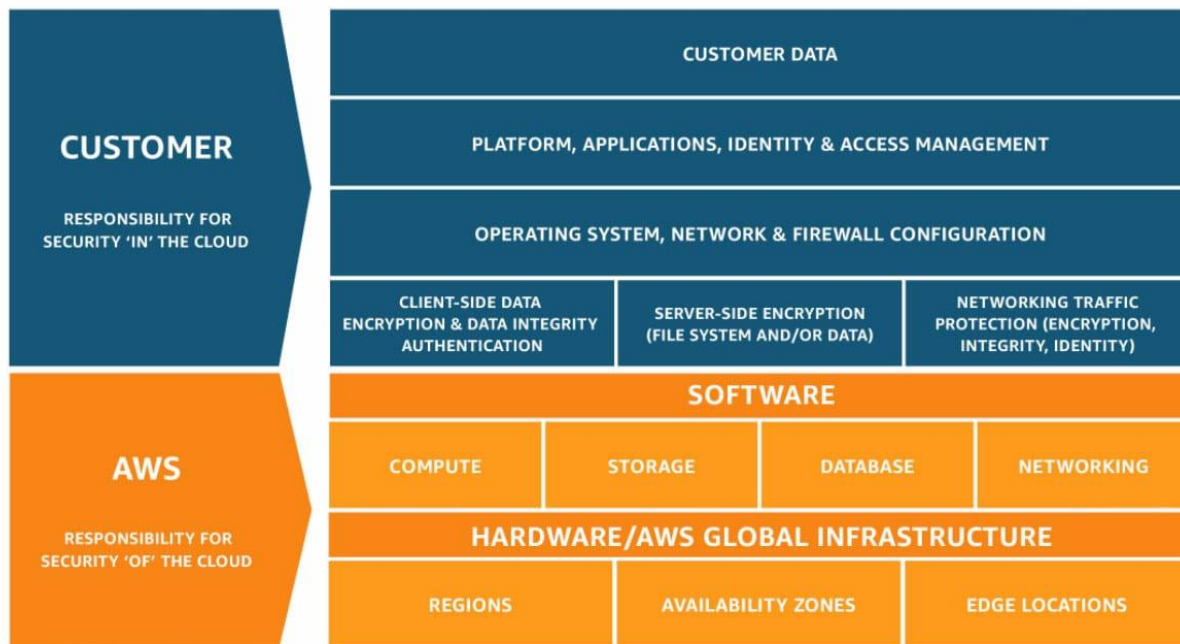 CUSTOMER
RESPONSIBILITY FOR
SECURITY ‘IN’ THE CLOUD
CUSTOMER DATA
PLATFORM, APPLICATIONS, IDENTITY & ACCESS MANAGEMENT
OPERATING SYSTEM, NETWORK & FIREWALL CONFIGURATION
CLIENT-SIDE DATA
ENCRYPTION & DATA INTEGRITY
AUTHENTICATION
SERVER-SIDE ENCRYPTION
(FILE SYSTEM AND/OR DATA)
NETWORKING TRAFFIC
PROTECTION (ENCRYPTION,
INTEGRITY, IDENTITY)
AWS
RESPONSIBILITY FOR
SECURITY ‘OF’ THE CLOUD
SOFTWARE
COMPUTE
STORAGE
DATABASE
NETWORKING
HARDWARE/AWS GLOBAL INFRASTRUCTURE
REGIONS
AVAILABILITY ZONES
EDGE LOCATIONS